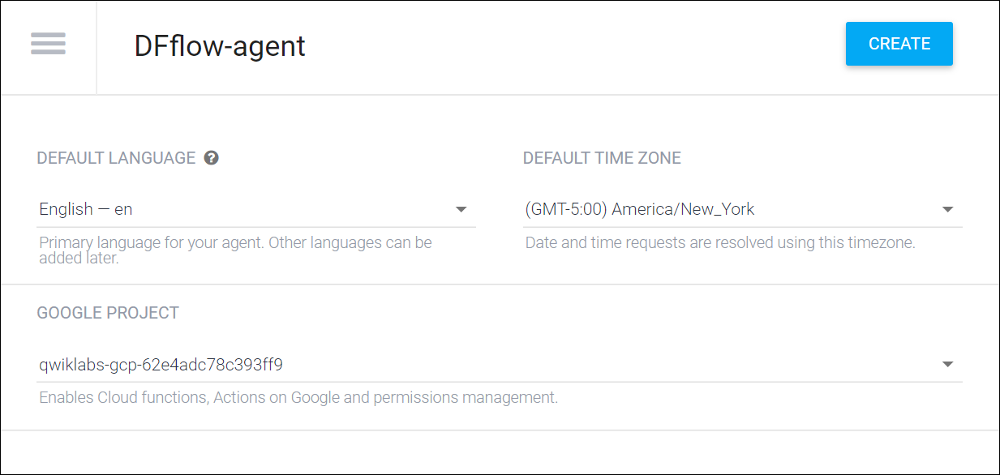 DFflow-agent
CREATE
DEFAULT LANGUAGE
DEFAULT TIME ZONE
English — en
(GMT-5:00) America/New_York
Primary language for your agent. Other languages can be
added later.
Date and time requests are resolved using this timezone.
GOOGLE PROJECT
qwiklabs-gcp-62e4adc78c393ff9
Enables Cloud functions, Actions on Google and permissions management.